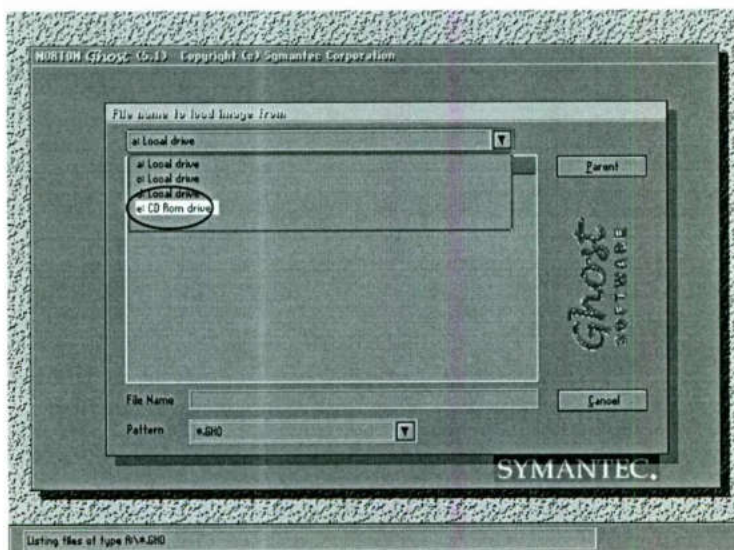 NORTON Ghost (5.1) Copyright (c) Symantec Corporation
File name to load image from
a: Local drive
a: Local drive
c: Local drive
d: Local drive
e: CD Rom drive
Parent
Ghost
SOFTWARE
File Name
Cancel
Pattern
*.GHO
SYMANTEC.
Listing files of type A:\*.GHO